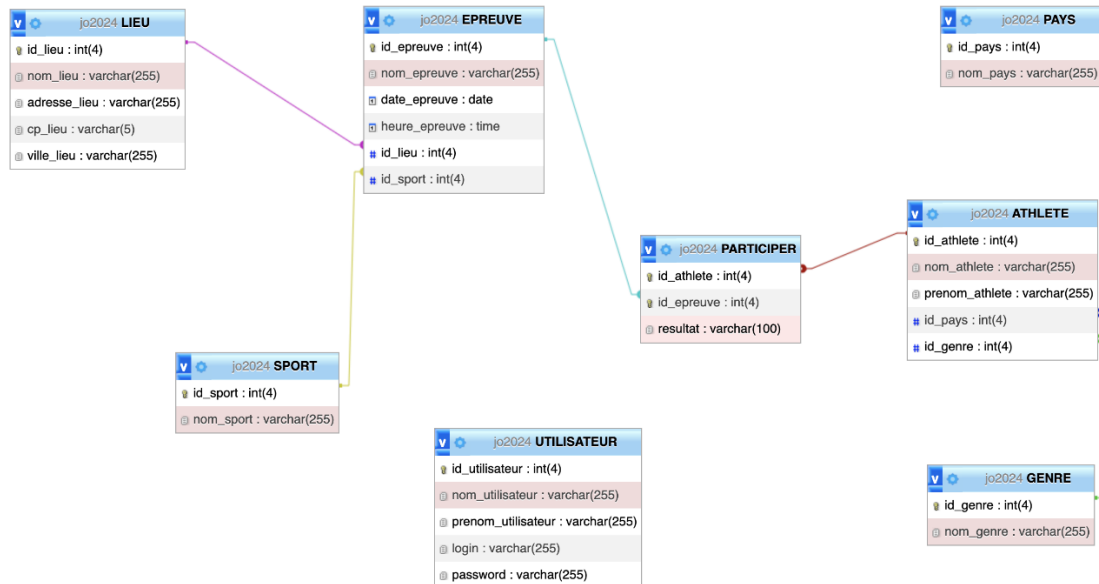 jo2024 LIEU
id_lieu : int(4)
nom_lieu : varchar(255)
adresse_lieu : varchar(255)
cp_lieu : varchar(5)
ville_lieu : varchar(255)
jo2024 EPREUVE
id_epreuve : int(4)
nom_epreuve : varchar(255)
date_epreuve : date
heure_epreuve : time
id_lieu : int(4)
id_sport : int(4)
jo2024 PAYS
id_pays : int(4)
nom_pays : varchar(255)
jo2024 PARTICIPER
id_athlete : int(4)
id_epreuve : int(4)
resultat : varchar(100)
jo2024 ATHLETE
id_athlete : int(4)
nom_athlete : varchar(255)
prenom_athlete : varchar(255)
id_pays : int(4)
id_genre : int(4)
jo2024 SPORT
id_sport : int(4)
nom_sport : varchar(255)
jo2024 UTILISATEUR
id_utilisateur : int(4)
nom_utilisateur : varchar(255)
prenom_utilisateur : varchar(255)
login : varchar(255)
password : varchar(255)
jo2024 GENRE
id_genre : int(4)
nom_genre : varchar(255)